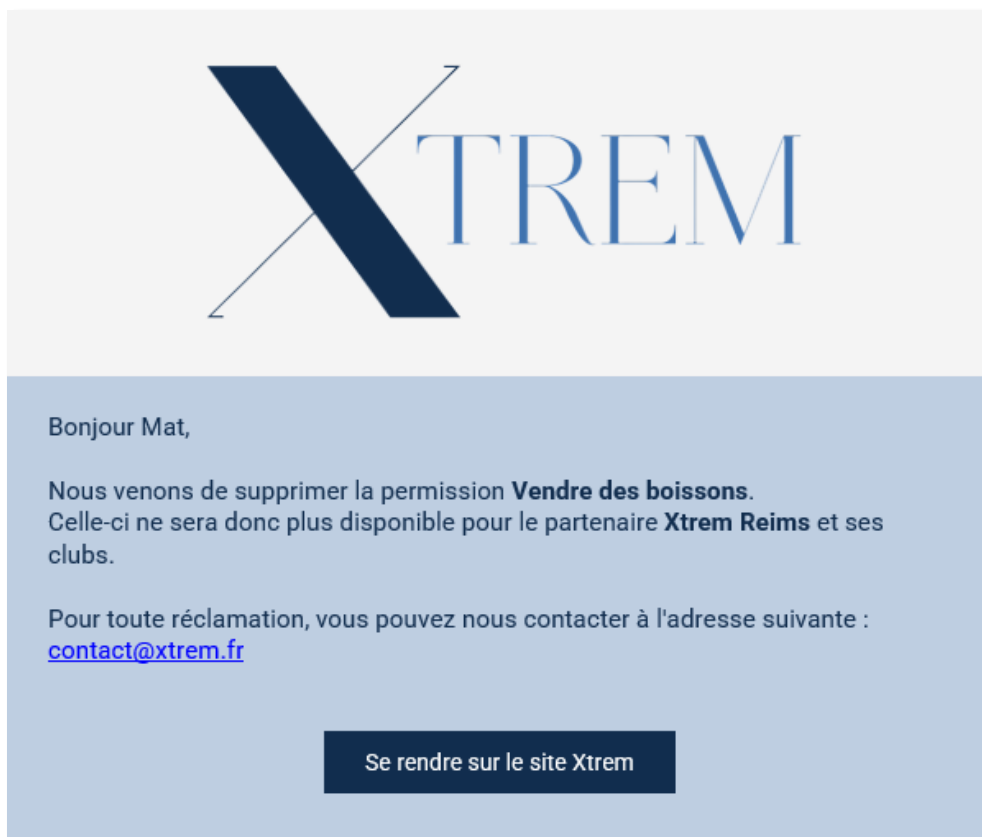 XTREM
Bonjour Mat,
Nous venons de supprimer la permission Vendre des boissons.
Celle-ci ne sera donc plus disponible pour le partenaire Xtrem Reims et ses
clubs.
Pour toute réclamation, vous pouvez nous contacter à l'adresse suivante :
contact@xtrem.fr
Se rendre sur le site Xtrem